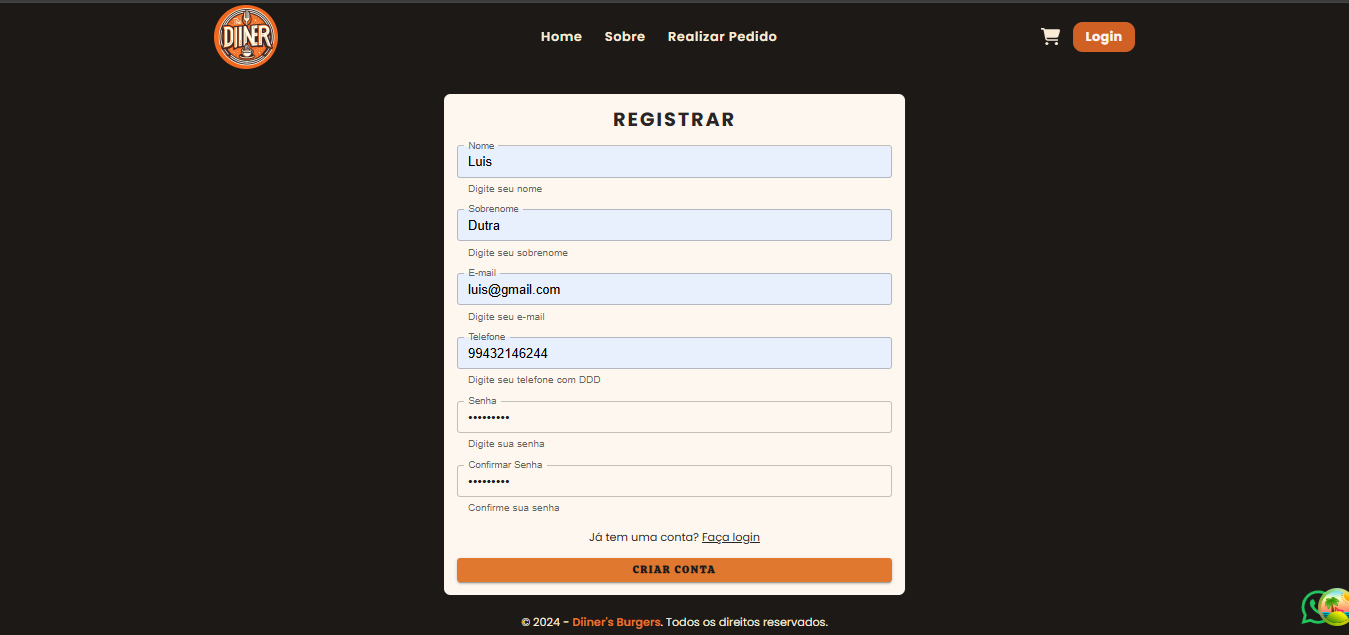 DIINER
Home Sobre Realizar Pedido
Login
REGISTRAR
Nome
Luis
Digite seu nome
Sobrenome
Dutra
Digite seu sobrenome
E-mail
luis@gmail.com
Digite seu e-mail
Telefone
99432146244
Digite seu telefone com DDD
Senha
•••••••••
Digite sua senha
Confirmar Senha
•••••••••
Confirme sua senha
Já tem uma conta? Faça login
CRIAR CONTA
© 2024 - Diiner's Burgers. Todos os direitos reservados.